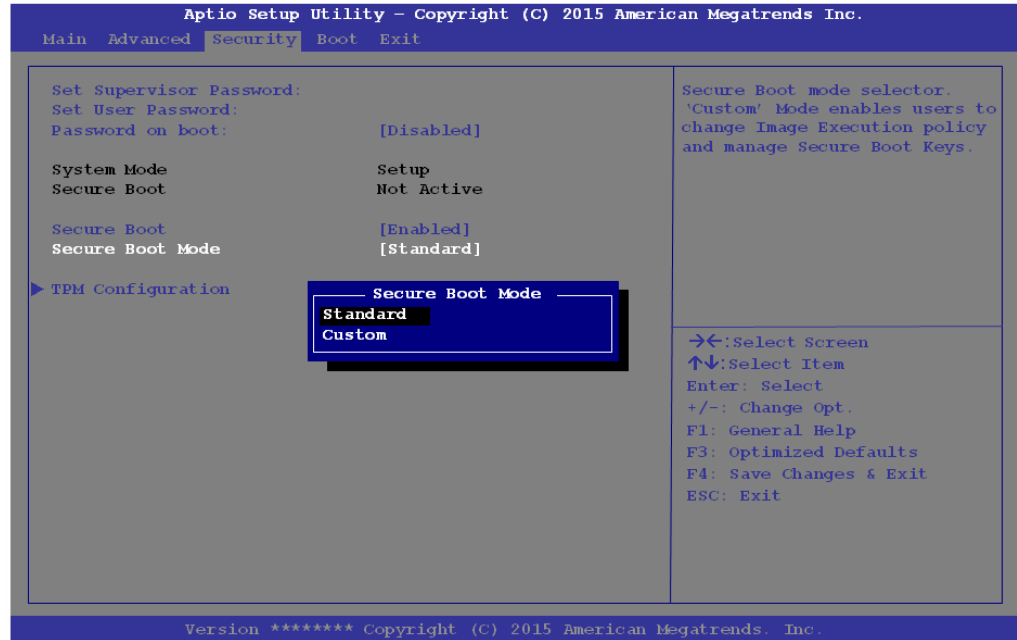 Aptio Setup Utility – Copyright (C) 2015 American Megatrends Inc.
Main Advanced Security Boot Exit
Set Supervisor Password:
Set User Password:
Password on boot: [Disabled]
System Mode Setup
Secure Boot Not Active
Secure Boot [Enabled]
Secure Boot Mode [Standard]
TPM Configuration
Secure Boot Mode
Standard
Custom
Secure Boot mode selector.
'Custom' Mode enables users to
change Image Execution policy
and manage Secure Boot Keys.
→←:Select Screen
↑↓:Select Item
Enter: Select
+/-: Change Opt.
F1: General Help
F3: Optimized Defaults
F4: Save Changes & Exit
ESC: Exit
Version ******** Copyright (C) 2015 American Megatrends. Inc.